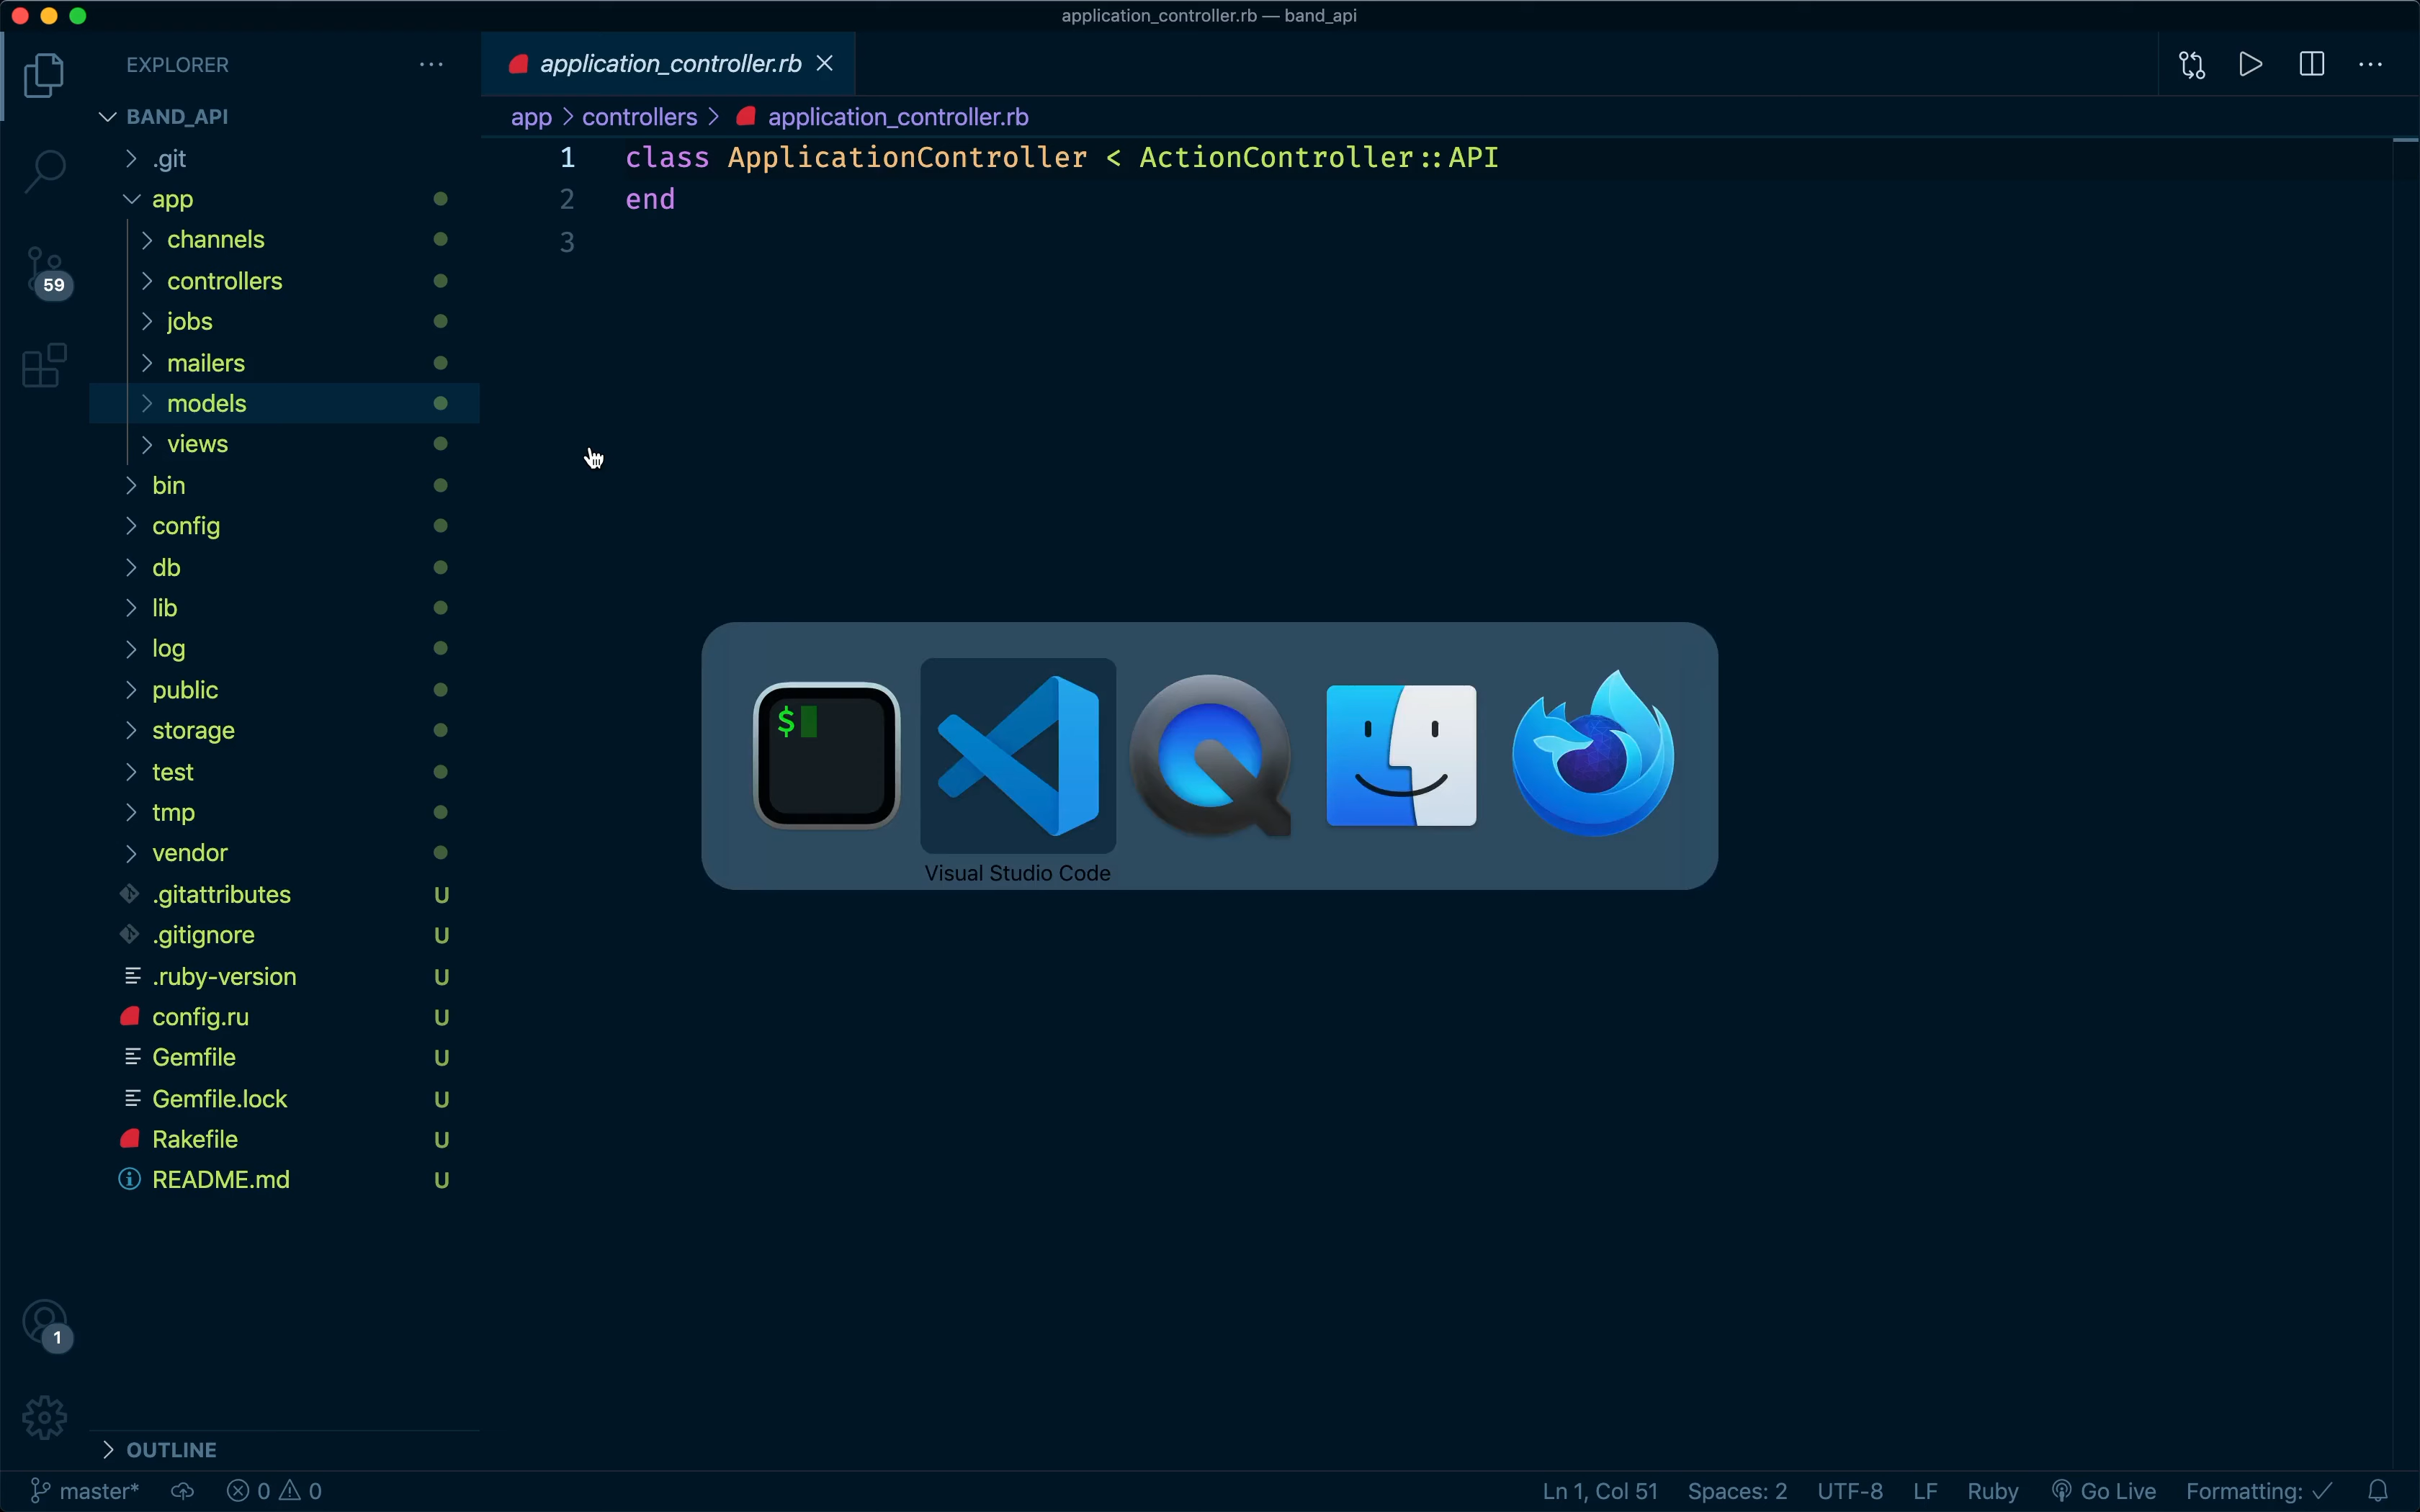 application_controller.rb — band_api
EXPLORER
BAND_API
.git
app
channels
controllers
jobs
mailers
models
views
bin
config
db
lib
log
public
storage
test
tmp
vendor
.gitattributes U
.gitignore U
.ruby-version U
config.ru U
Gemfile U
Gemfile.lock U
Rakefile U
README.md U
OUTLINE
59
1
application_controller.rb
app > controllers > application_controller.rb
1 class ApplicationController < ActionController::API
2 end
3
$
Visual Studio Code
master* 0 0 Ln 1, Col 51 Spaces: 2 UTF-8 LF Ruby Go Live Formatting: ✓